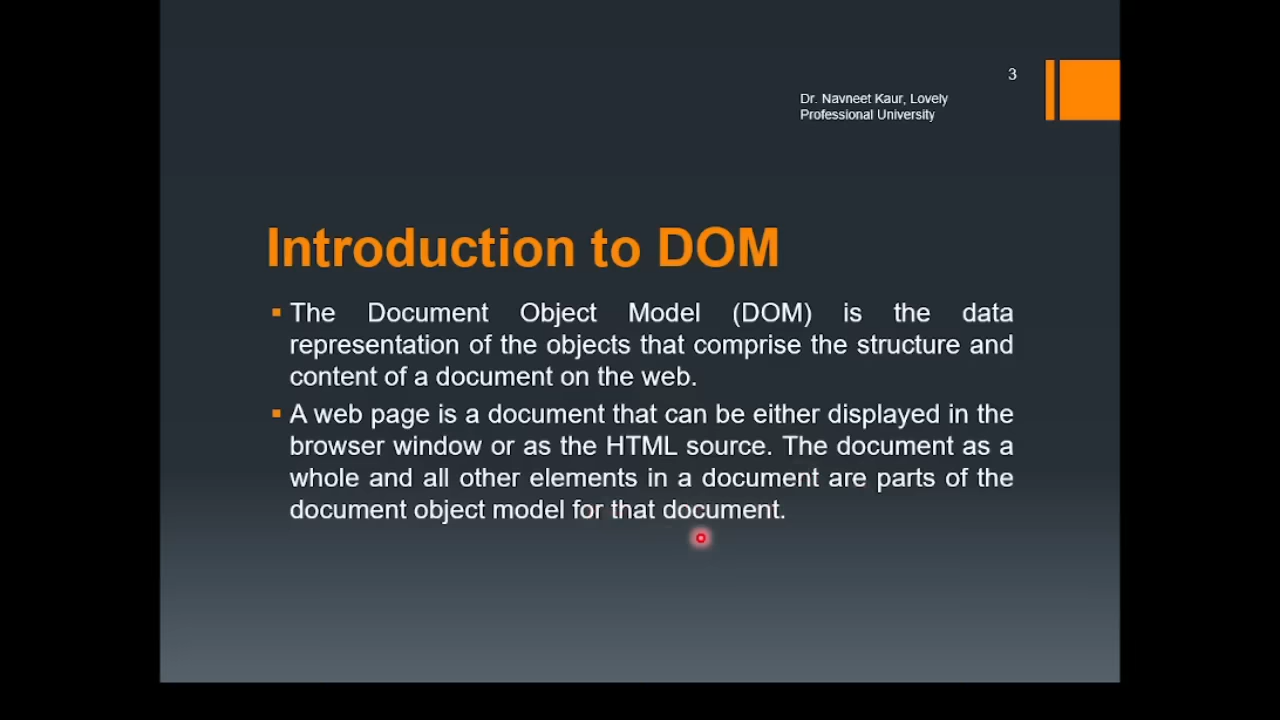 3
Dr. Navneet Kaur, Lovely
Professional University
Introduction to DOM
▪ The Document Object Model (DOM) is the data
representation of the objects that comprise the structure and
content of a document on the web.
▪ A web page is a document that can be either displayed in the
browser window or as the HTML source. The document as a
whole and all other elements in a document are parts of the
document object model for that document.